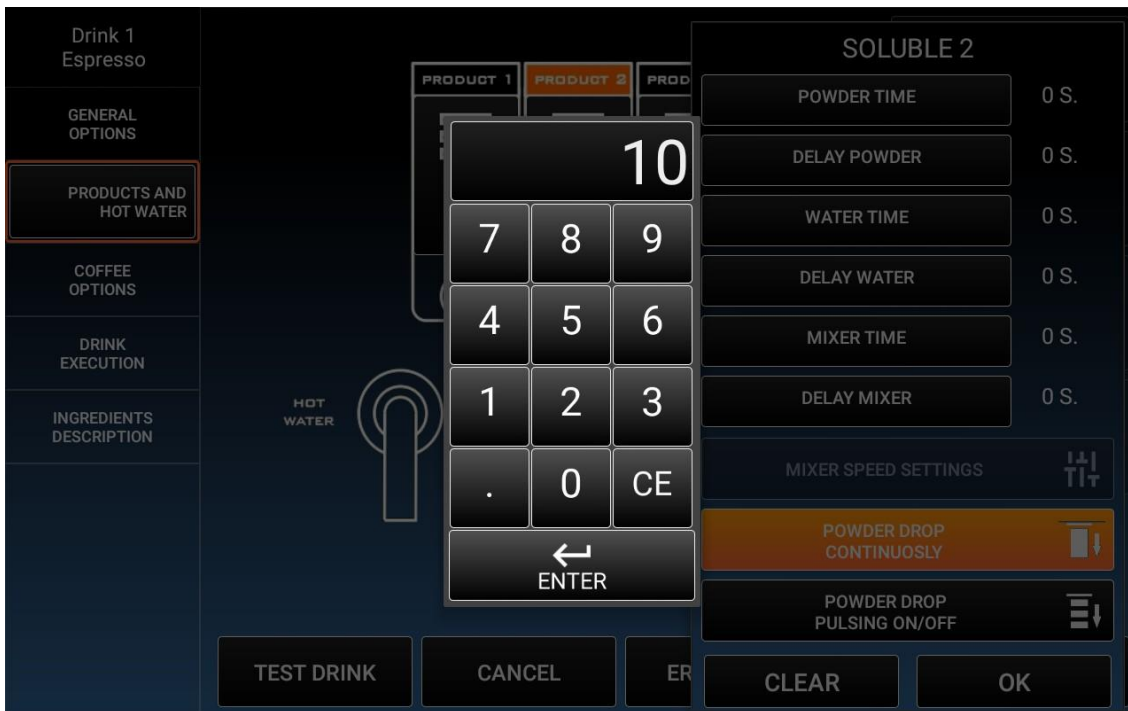 Drink 1
Espresso
GENERAL
OPTIONS
PRODUCTS AND
HOT WATER
COFFEE
OPTIONS
DRINK
EXECUTION
INGREDIENTS
DESCRIPTION
PRODUCT 1
PRODUCT 2
PROD
HOT
WATER
10
7 8 9
4 5 6
1 2 3
. 0 CE
ENTER
TEST DRINK
CANCEL
ER
SOLUBLE 2
POWDER TIME 0 S.
DELAY POWDER 0 S.
WATER TIME 0 S.
DELAY WATER 0 S.
MIXER TIME 0 S.
DELAY MIXER 0 S.
MIXER SPEED SETTINGS
POWDER DROP
CONTINUOSLY
POWDER DROP
PULSING ON/OFF
CLEAR
OK